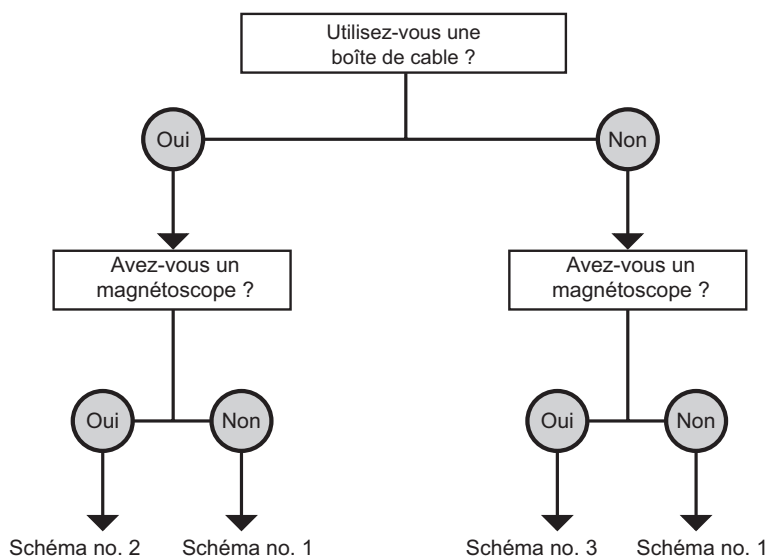 Utilisez-vous une
boîte de cable ?
Oui
Non
Avez-vous un
magnétoscope ?
Avez-vous un
magnétoscope ?
Oui
Non
Oui
Non
Schéma no. 2
Schéma no. 1
Schéma no. 3
Schéma no. 1